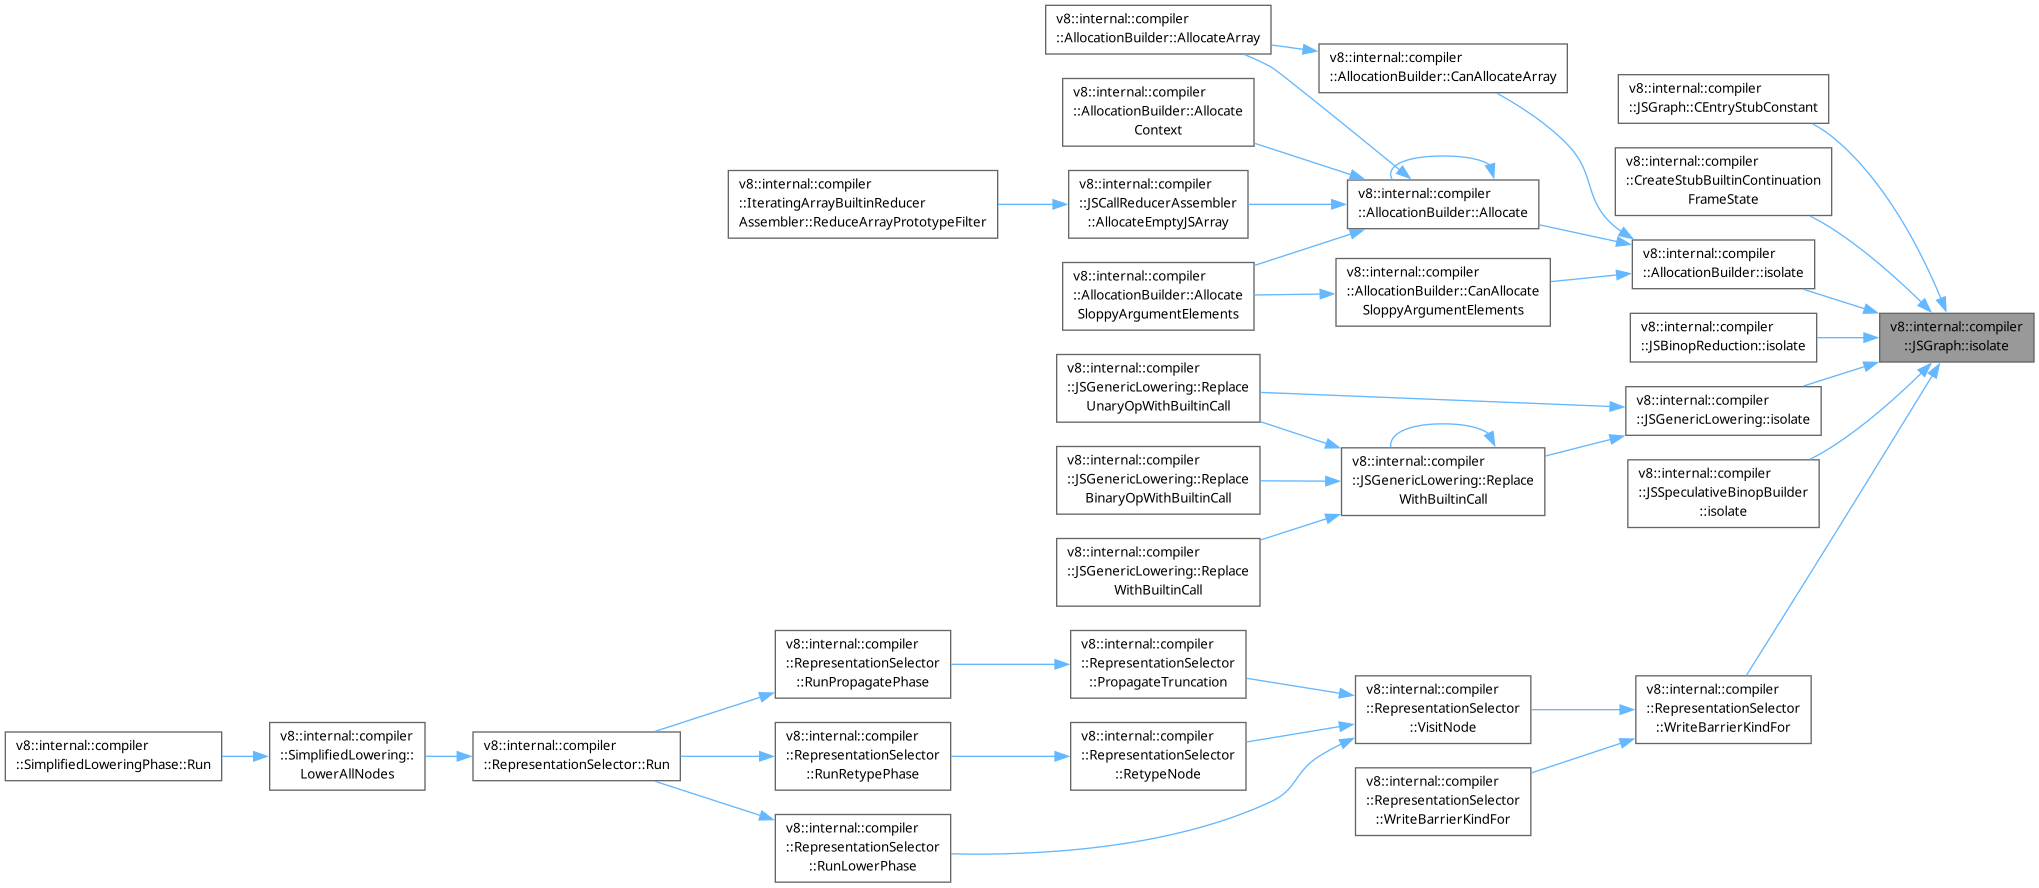 v8::internal::compiler
::AllocationBuilder::AllocateArray
v8::internal::compiler
::AllocationBuilder::CanAllocateArray
v8::internal::compiler
::JSGraph::CEntryStubConstant
v8::internal::compiler
::AllocationBuilder::Allocate
Context
v8::internal::compiler
::CreateStubBuiltinContinuation
FrameState
v8::internal::compiler
::IteratingArrayBuiltinReducer
Assembler::ReduceArrayPrototypeFilter
v8::internal::compiler
::JSCallReducerAssembler
::AllocateEmptyJSArray
v8::internal::compiler
::AllocationBuilder::Allocate
v8::internal::compiler
::AllocationBuilder::isolate
v8::internal::compiler
::AllocationBuilder::Allocate
SloppyArgumentElements
v8::internal::compiler
::AllocationBuilder::CanAllocate
SloppyArgumentElements
v8::internal::compiler
::JSBinopReduction::isolate
v8::internal::compiler
::JSGraph::isolate
v8::internal::compiler
::JSGenericLowering::Replace
UnaryOpWithBuiltinCall
v8::internal::compiler
::JSGenericLowering::isolate
v8::internal::compiler
::JSGenericLowering::Replace
BinaryOpWithBuiltinCall
v8::internal::compiler
::JSGenericLowering::Replace
WithBuiltinCall
v8::internal::compiler
::JSSpeculativeBinopBuilder
::isolate
v8::internal::compiler
::JSGenericLowering::Replace
WithBuiltinCall
v8::internal::compiler
::RepresentationSelector
::RunPropagatePhase
v8::internal::compiler
::RepresentationSelector
::PropagateTruncation
v8::internal::compiler
::RepresentationSelector
::VisitNode
v8::internal::compiler
::RepresentationSelector
::WriteBarrierKindFor
v8::internal::compiler
::SimplifiedLoweringPhase::Run
v8::internal::compiler
::SimplifiedLowering::
LowerAllNodes
v8::internal::compiler
::RepresentationSelector::Run
v8::internal::compiler
::RepresentationSelector
::RunRetypePhase
v8::internal::compiler
::RepresentationSelector
::RetypeNode
v8::internal::compiler
::RepresentationSelector
::WriteBarrierKindFor
v8::internal::compiler
::RepresentationSelector
::RunLowerPhase